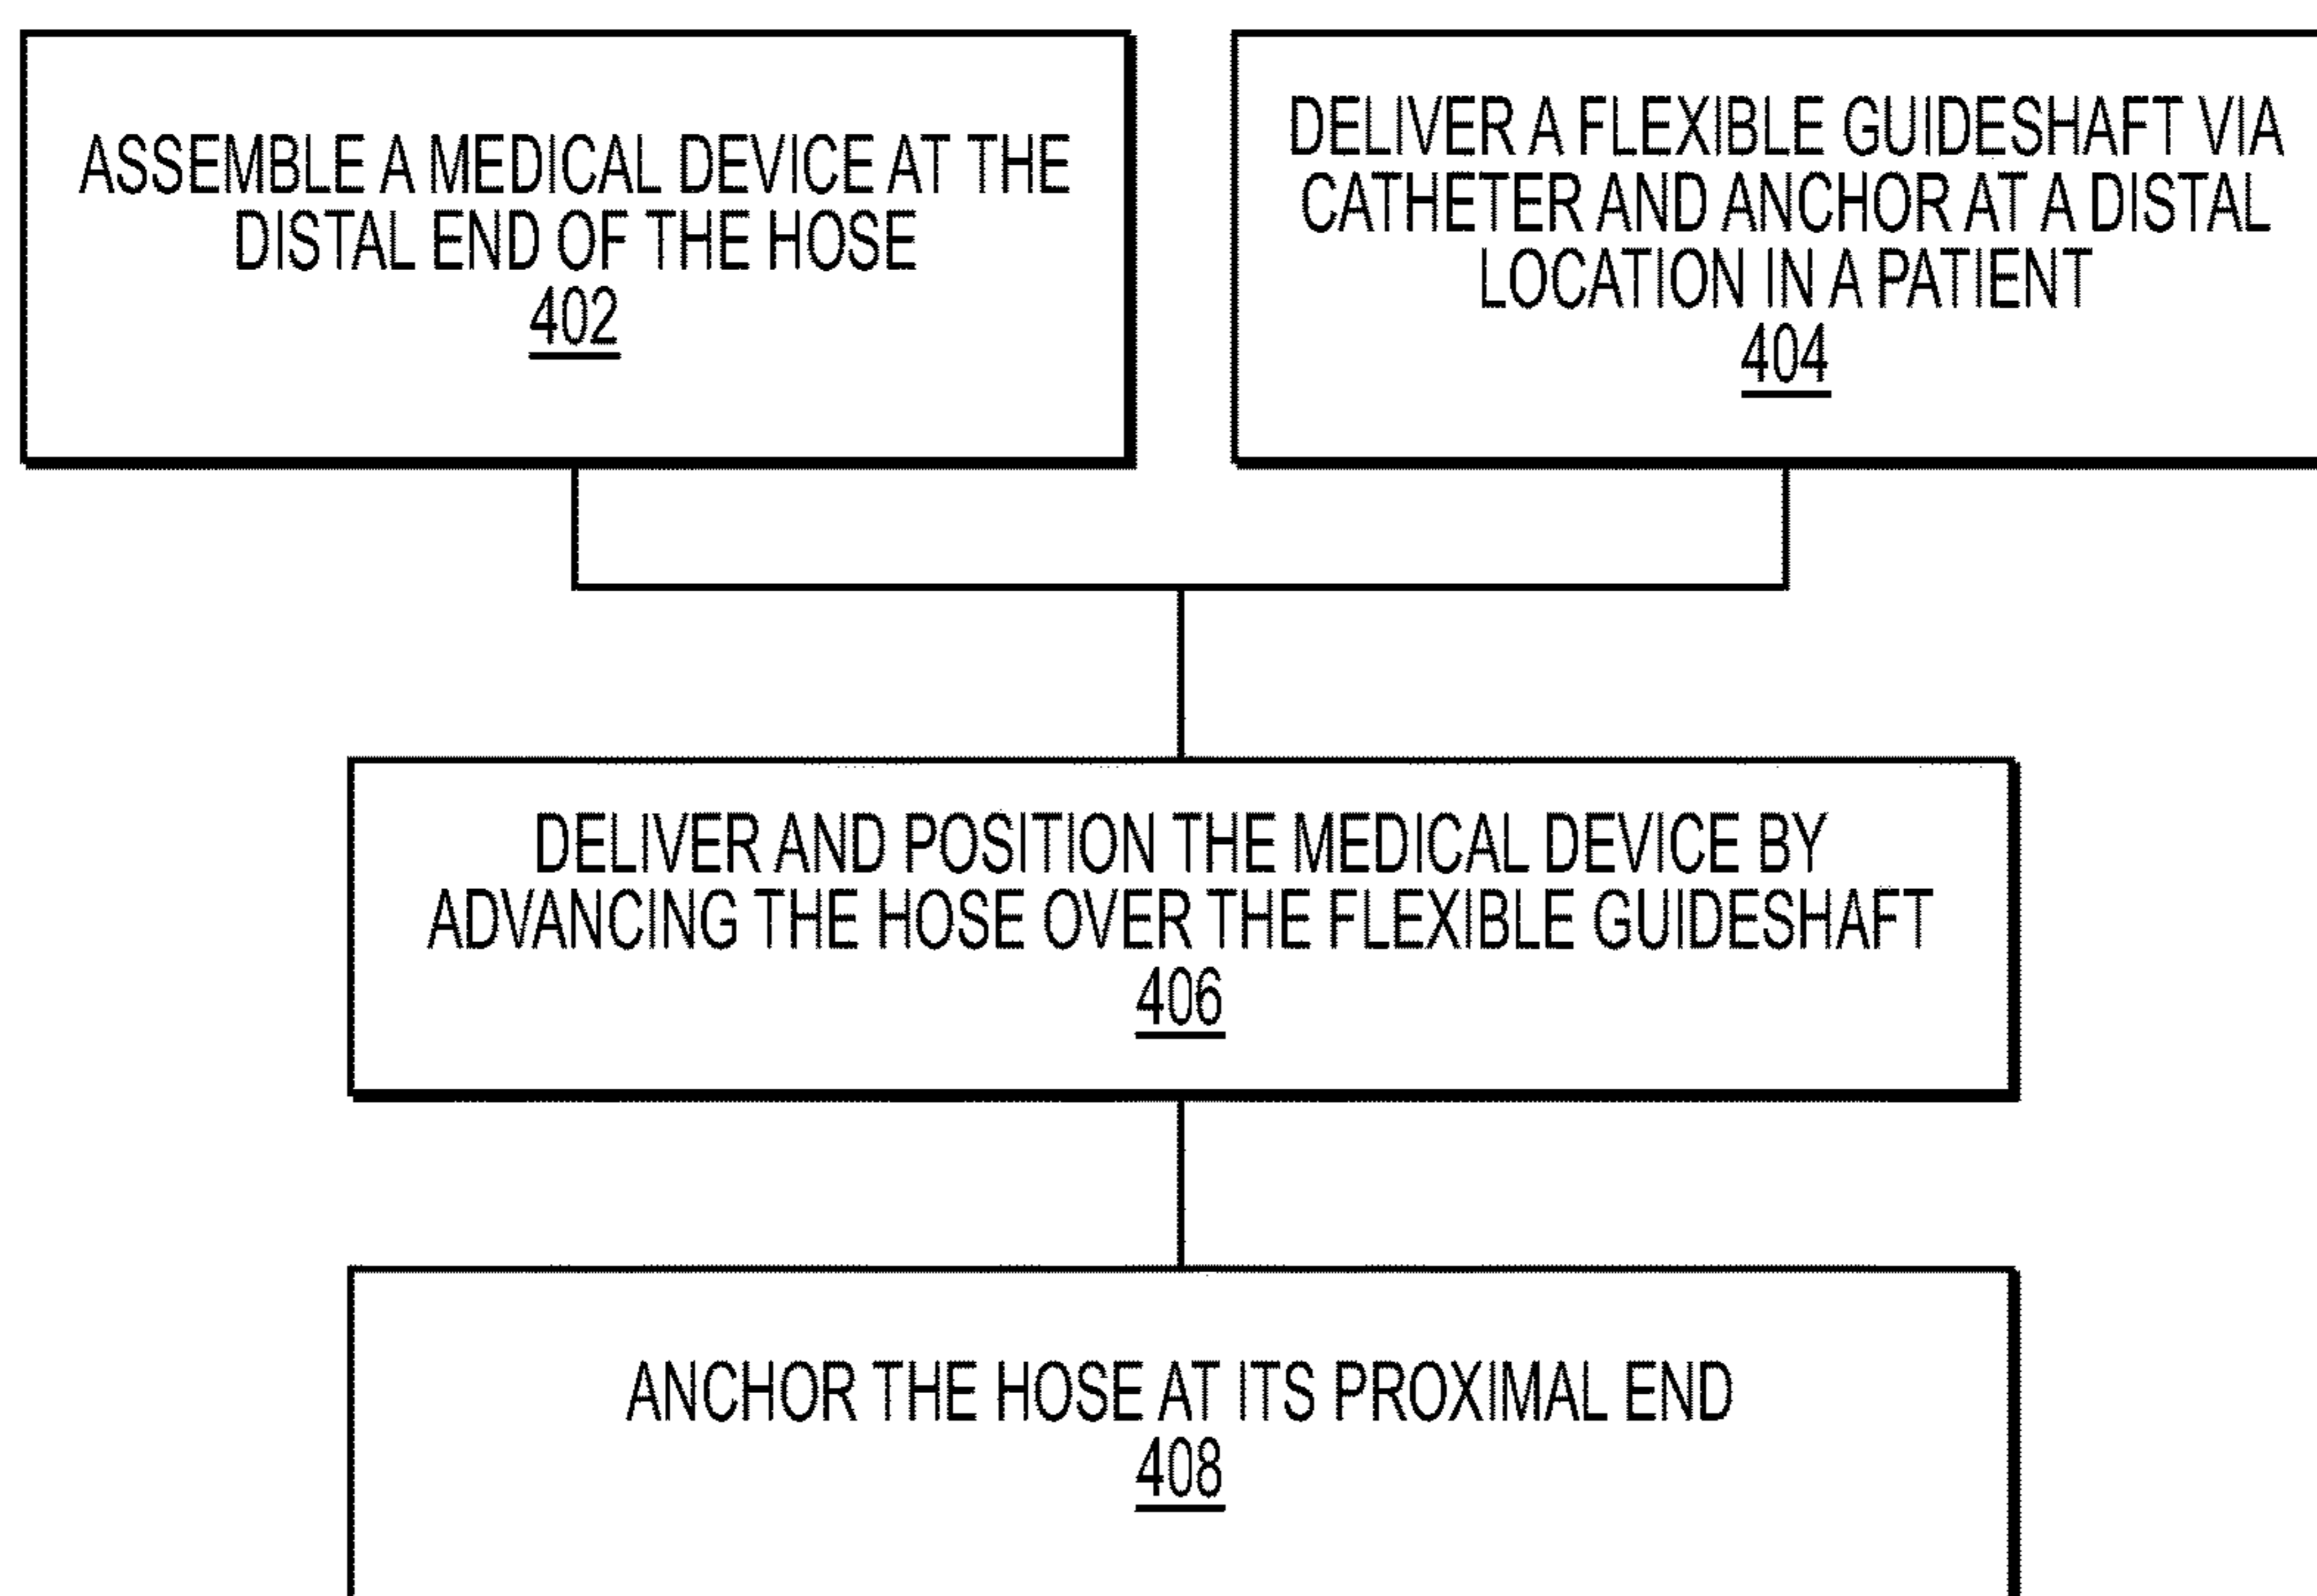 ASSEMBLE A MEDICAL DEVICE AT THE
DISTAL END OF THE HOSE
402
DELIVER A FLEXIBLE GUIDESHAFT VIA
CATHETER AND ANCHOR AT A DISTAL
LOCATION IN A PATIENT
404
DELIVER AND POSITION THE MEDICAL DEVICE BY
ADVANCING THE HOSE OVER THE FLEXIBLE GUIDESHAFT
406
ANCHOR THE HOSE AT ITS PROXIMAL END
408